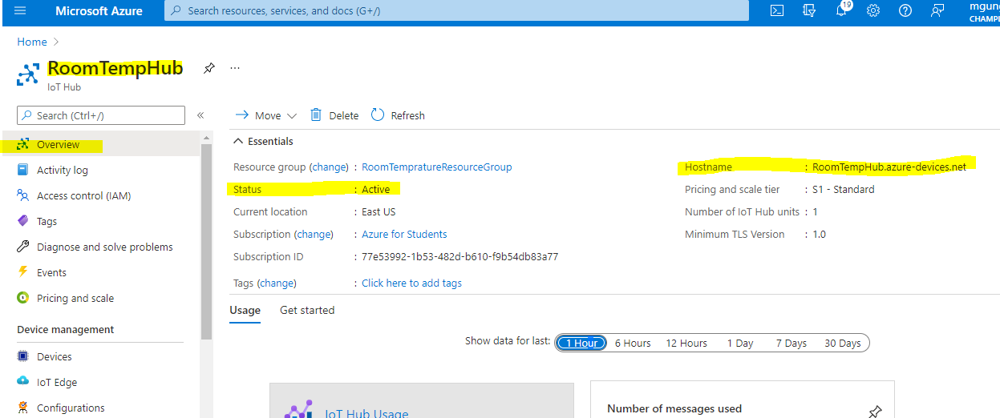 Microsoft Azure
Search resources, services, and docs (G+/)
19
mgung
CHAMPL
Home
RoomTempHub
IoT Hub
Search (Ctrl+/)
Move
Delete
Refresh
Overview
Activity log
Access control (IAM)
Tags
Diagnose and solve problems
Events
Pricing and scale
Device management
Devices
IoT Edge
Configurations
Essentials
Resource group (change) : RoomTempratureResourceGroup
Status : Active
Current location : East US
Subscription (change) : Azure for Students
Subscription ID : 77e53992-1b53-482d-b610-f9b54db83a77
Tags (change) : Click here to add tags
Hostname : RoomTempHub.azure-devices.net
Pricing and scale tier : S1 - Standard
Number of IoT Hub units : 1
Minimum TLS Version : 1.0
Usage Get started
Show data for last: 1 Hour 6 Hours 12 Hours 1 Day 7 Days 30 Days
IoT Hub Usage
Number of messages used